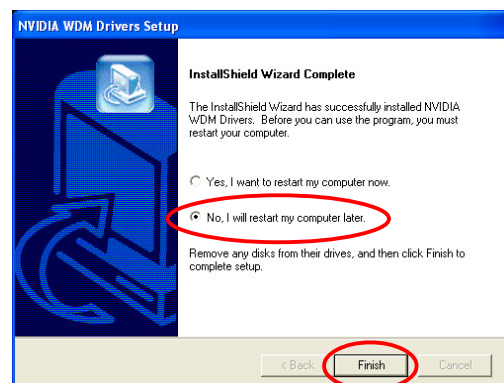 NVIDIA WDM Drivers Setup
InstallShield Wizard Complete
The InstallShield Wizard has successfully installed NVIDIA
WDM Drivers.  Before you can use the program, you must
restart your computer.
Yes, I want to restart my computer now.
No, I will restart my computer later.
Remove any disks from their drives, and then click Finish to
complete setup.
< Back
Finish
Cancel